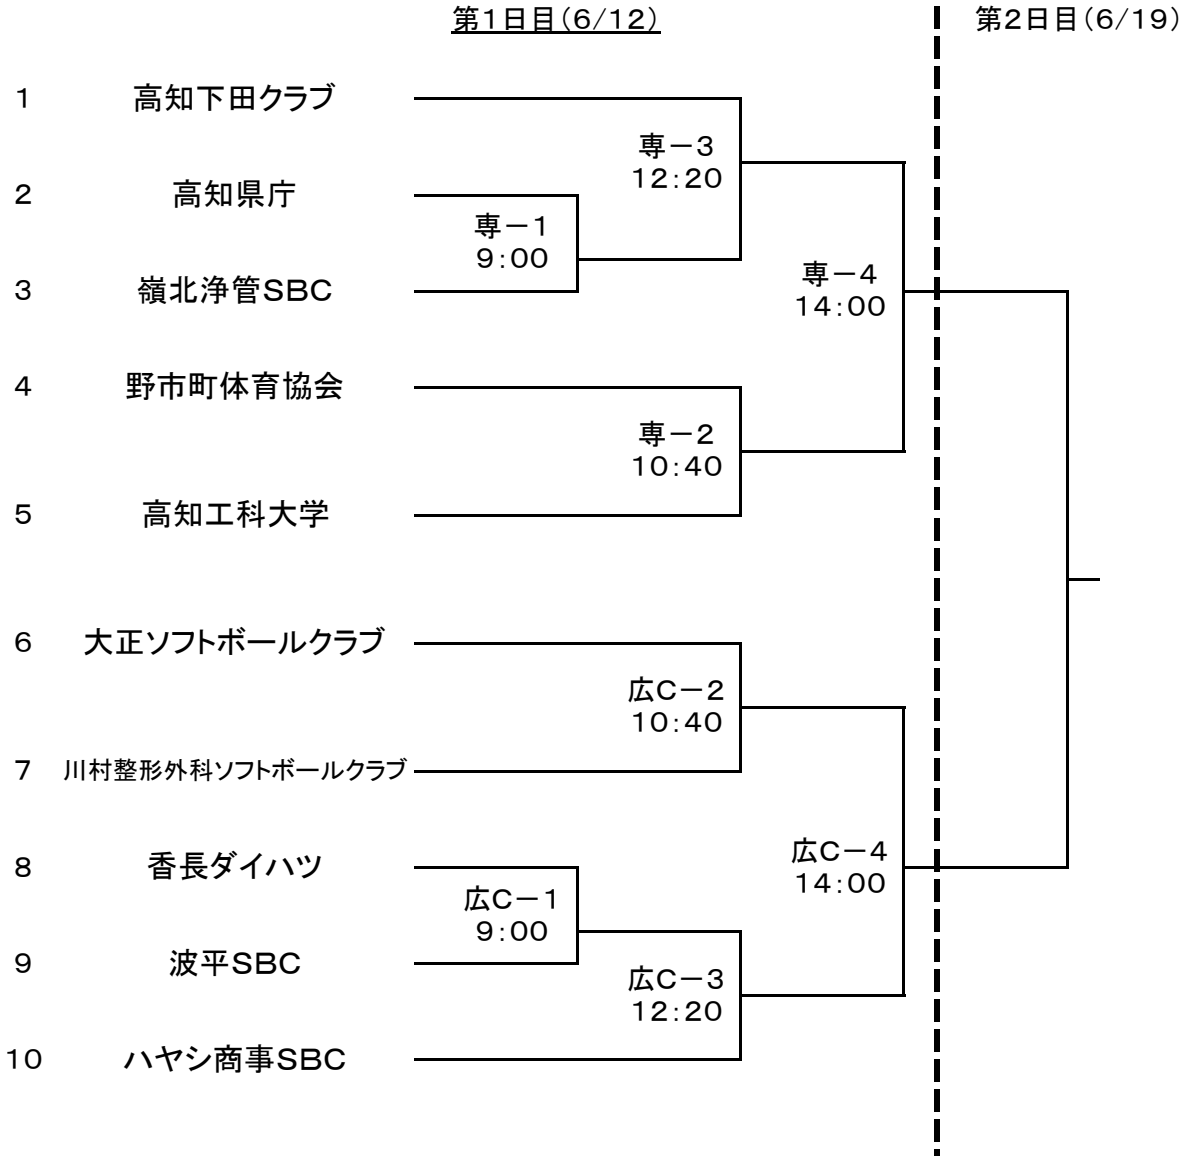 第1日目(6/12)
第2日目(6/19)
1 高知下田クラブ
専－3
12:20
2 高知県庁
専－1
9:00
3 嶺北浄管SBC
専－4
14:00
4 野市町体育協会
専－2
10:40
5 高知工科大学
6 大正ソフトボールクラブ
広C－2
10:40
7 川村整形外科ソフトボールクラブ
広C－4
14:00
8 香長ダイハツ
広C－1
9:00
9 波平SBC
広C－3
12:20
10 ハヤシ商事SBC